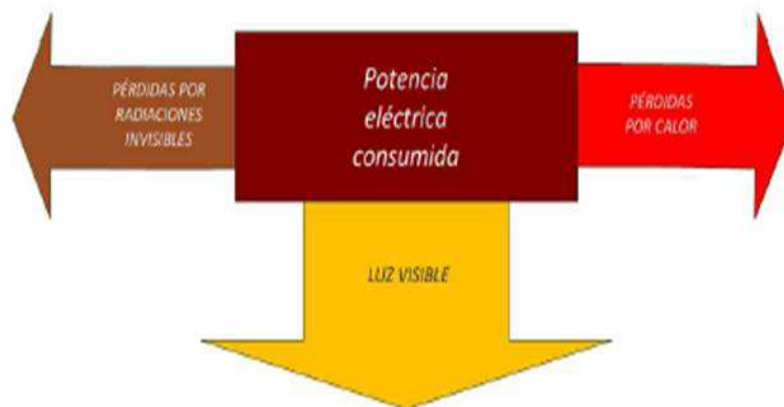 PÉRDIDAS POR
RADIACIONES
INVISIBLES
Potencia
eléctrica
consumida
PÉRDIDAS
POR CALOR
LUZ VISIBLE